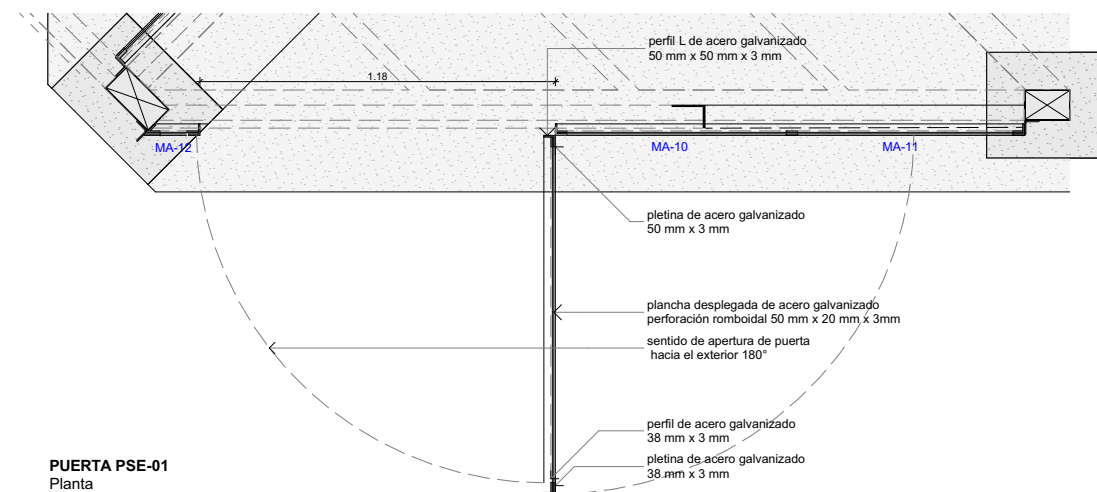 perfil L de acero galvanizado
50 mm x 50 mm x 3 mm
1.18
MA-12
MA-10
MA-11
pletina de acero galvanizado
50 mm x 3 mm
plancha desplegada de acero galvanizado
perforación romboidal 50 mm x 20 mm x 3mm
sentido de apertura de puerta
hacia el exterior 180°
perfil de acero galvanizado
38 mm x 3 mm
pletina de acero galvanizado
38 mm x 3 mm
PUERTA PSE-01
Planta